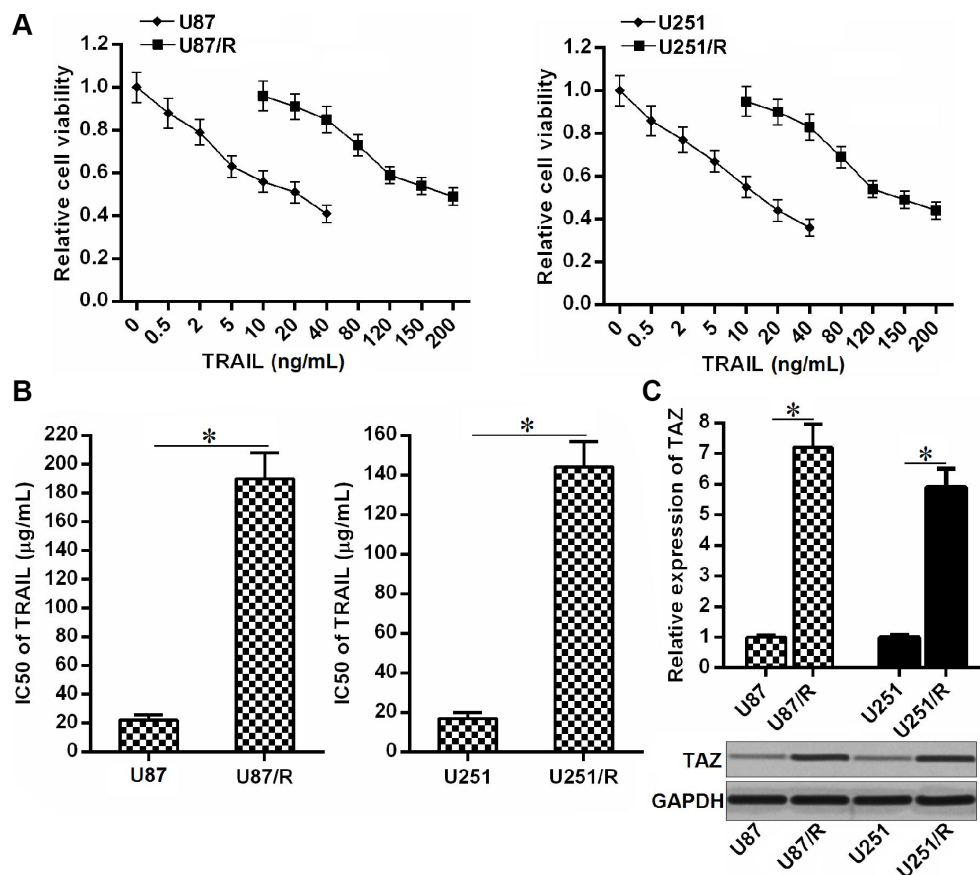 A
U87
U87/R
Relative cell viability
1.2
1.0
0.8
0.6
0.4
0.2
0.0
0
0.5
2
5
10
20
40
80
120
150
200
TRAIL (ng/mL)
U251
U251/R
Relative cell viability
1.2
1.0
0.8
0.6
0.4
0.2
0.0
0
0.5
2
5
10
20
40
80
120
150
200
TRAIL (ng/mL)
B
IC50 of TRAIL (μg/mL)
220
200
180
160
140
120
100
80
60
40
20
0
*
U87
U87/R
IC50 of TRAIL (μg/mL)
160
140
120
100
80
60
40
20
0
*
U251
U251/R
C
Relative expression of TAZ
8
7
6
5
4
3
2
1
0
*
*
U87
U87/R
U251
U251/R
TAZ
GAPDH
U87
U87/R
U251
U251/R